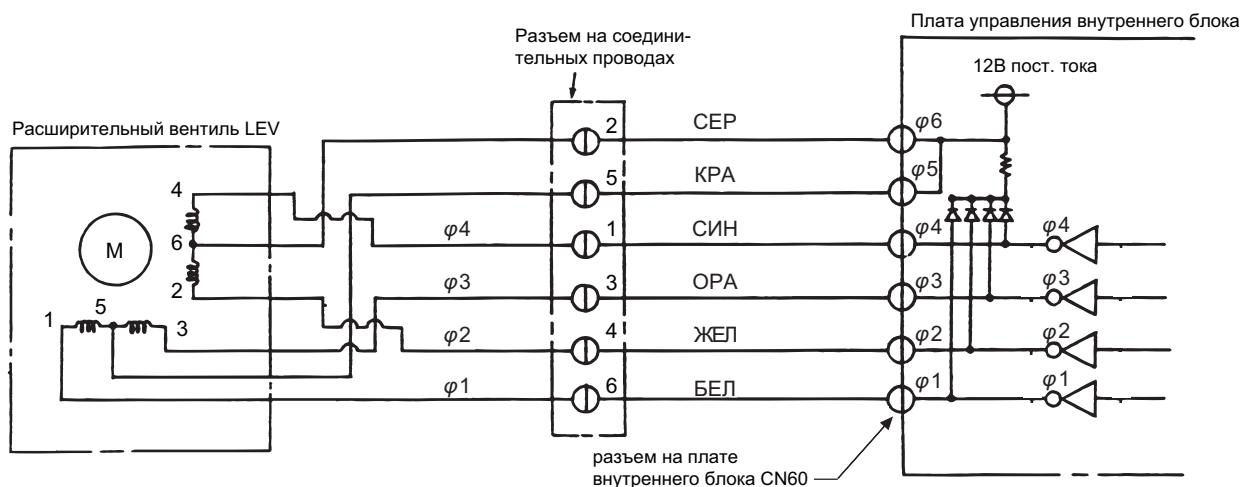 Плата управления внутреннего блока
Разъем на соедини-
тельных проводах
12В пост. тока
Расширительный вентиль LEV
2 СЕР φ6
5 КРА φ5
4
φ4 1 СИН φ4 φ4
6
М
φ3 3 ОРА φ3 φ3
2
5
1 3
φ2 4 ЖЕЛ φ2 φ2
φ1 6 БЕЛ φ1 φ1
разъем на плате
внутреннего блока CN60